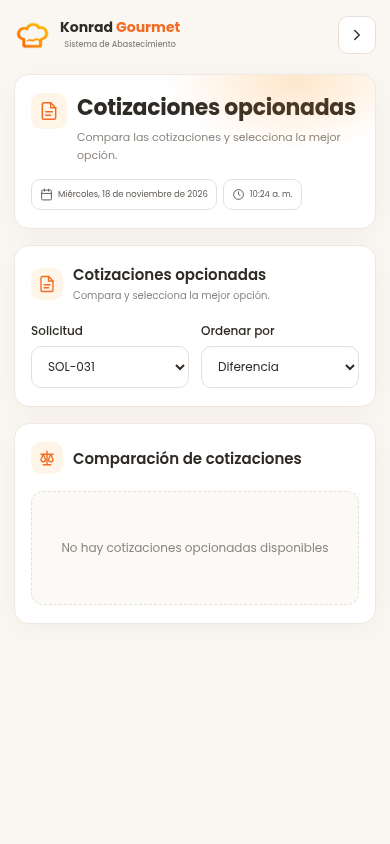 Konrad Gourmet
Sistema de Abastecimiento
Cotizaciones opcionadas
Compara las cotizaciones y selecciona la mejor
opción.
Miércoles, 18 de noviembre de 2026
10:24 a. m.
Cotizaciones opcionadas
Compara y selecciona la mejor opción.
Solicitud
Ordenar por
SOL-031
Diferencia
Comparación de cotizaciones
No hay cotizaciones opcionadas disponibles